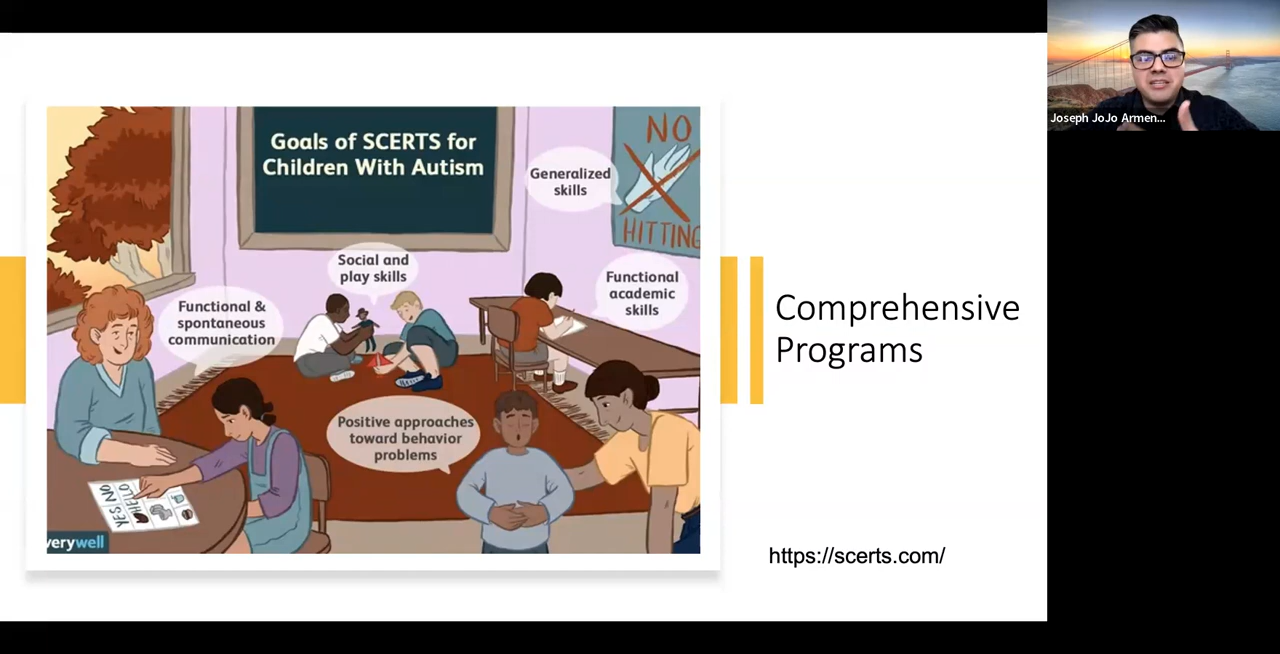 Goals of SCERTS for
Children With Autism
NO
HITTING
Generalized
skills
Social and
play skills
Functional
academic
skills
Functional &
spontaneous
communication
Positive approaches
toward behavior
problems
YES NO
HELLO
verywell
Comprehensive
Programs
https://scerts.com/
Joseph JoJo Armen...